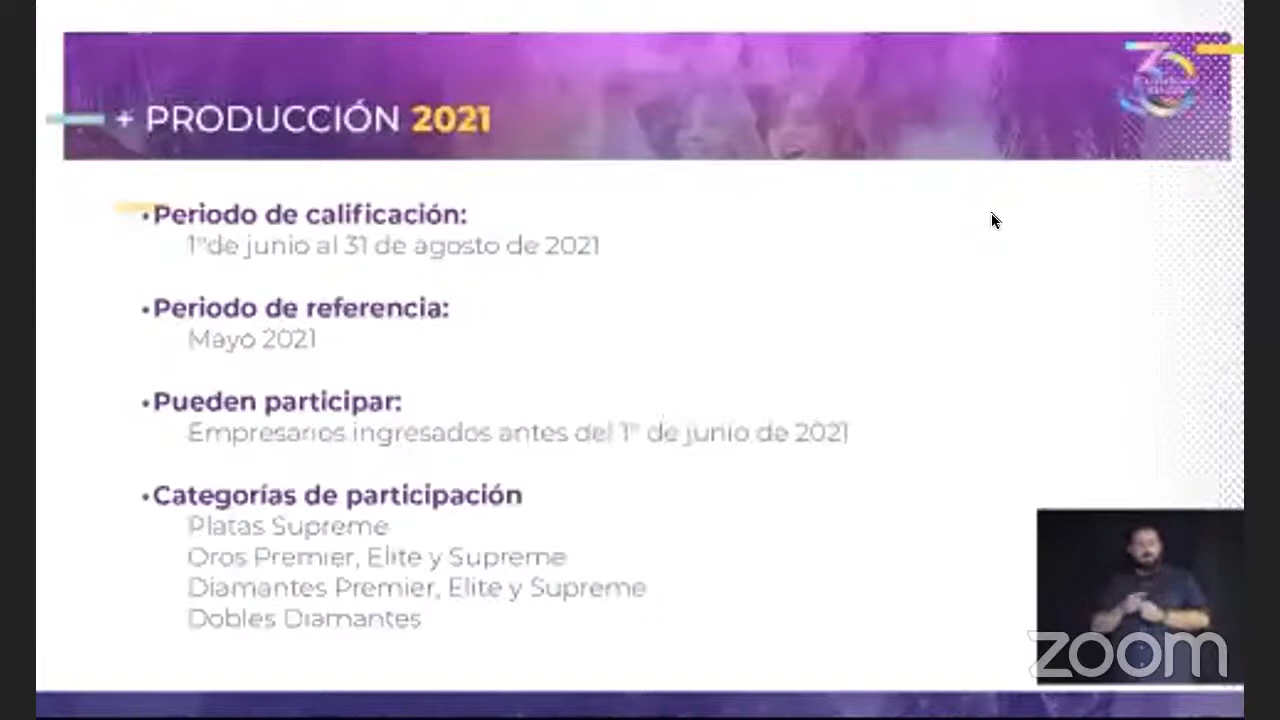 + PRODUCCIÓN 2021
•Periodo de calificación:
1°de junio al 31 de agosto de 2021
•Periodo de referencia:
Mayo 2021
•Pueden participar:
Empresarios ingresados antes del 1° de junio de 2021
•Categorías de participación
Platas Supreme
Oros Premier, Elite y Supreme
Diamantes Premier, Elite y Supreme
Dobles Diamantes
zoom